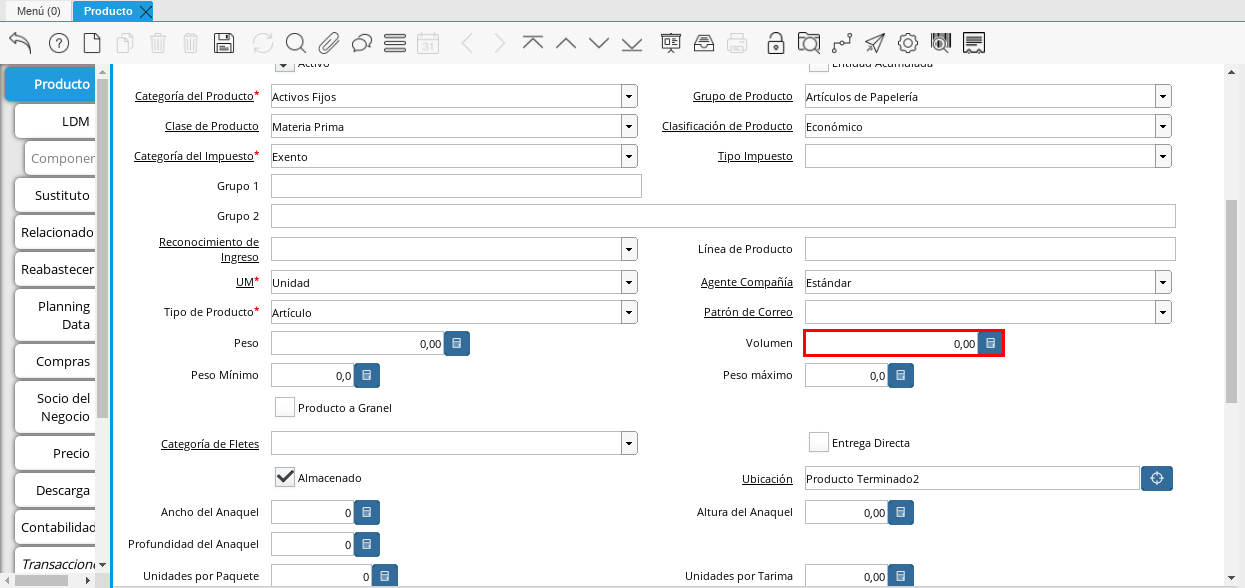 Menú (0)
Producto
31
Producto
LDM
Componen
Sustituto
Relacionado
Reabastecer
Planning
Data
Compras
Socio del
Negocio
Precio
Descarga
Contabilidad
Transaccione
Activo
Entidad Acumulada
Categoría del Producto* Activos Fijos
Grupo de Producto Artículos de Papelería
Clase de Producto Materia Prima
Clasificación de Producto Económico
Categoría del Impuesto* Exento
Tipo Impuesto
Grupo 1
Grupo 2
Reconocimiento de
Ingreso
Línea de Producto
UM* Unidad
Agente Compañía Estándar
Tipo de Producto* Artículo
Patrón de Correo
Peso 0,00
Volumen 0,00
Peso Mínimo 0,0
Peso máximo 0,0
Producto a Granel
Categoría de Fletes
Entrega Directa
Almacenado
Ubicación Producto Terminado2
Ancho del Anaquel 0
Altura del Anaquel 0,00
Profundidad del Anaquel 0
Unidades por Paquete 0
Unidades por Tarima 0,00